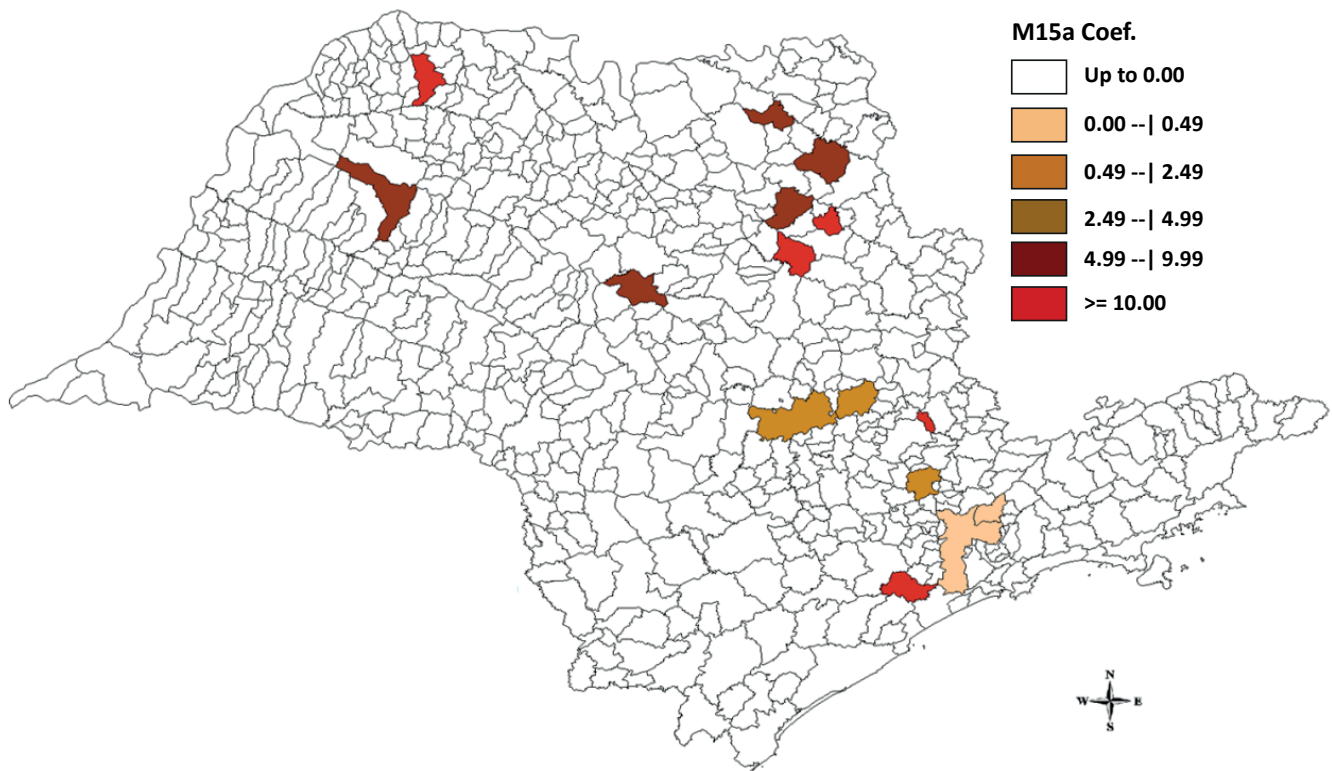 M15a Coef.
Up to 0.00
0.00 --| 0.49
0.49 --| 2.49
2.49 --| 4.99
4.99 --| 9.99
>= 10.00
N
W E
S